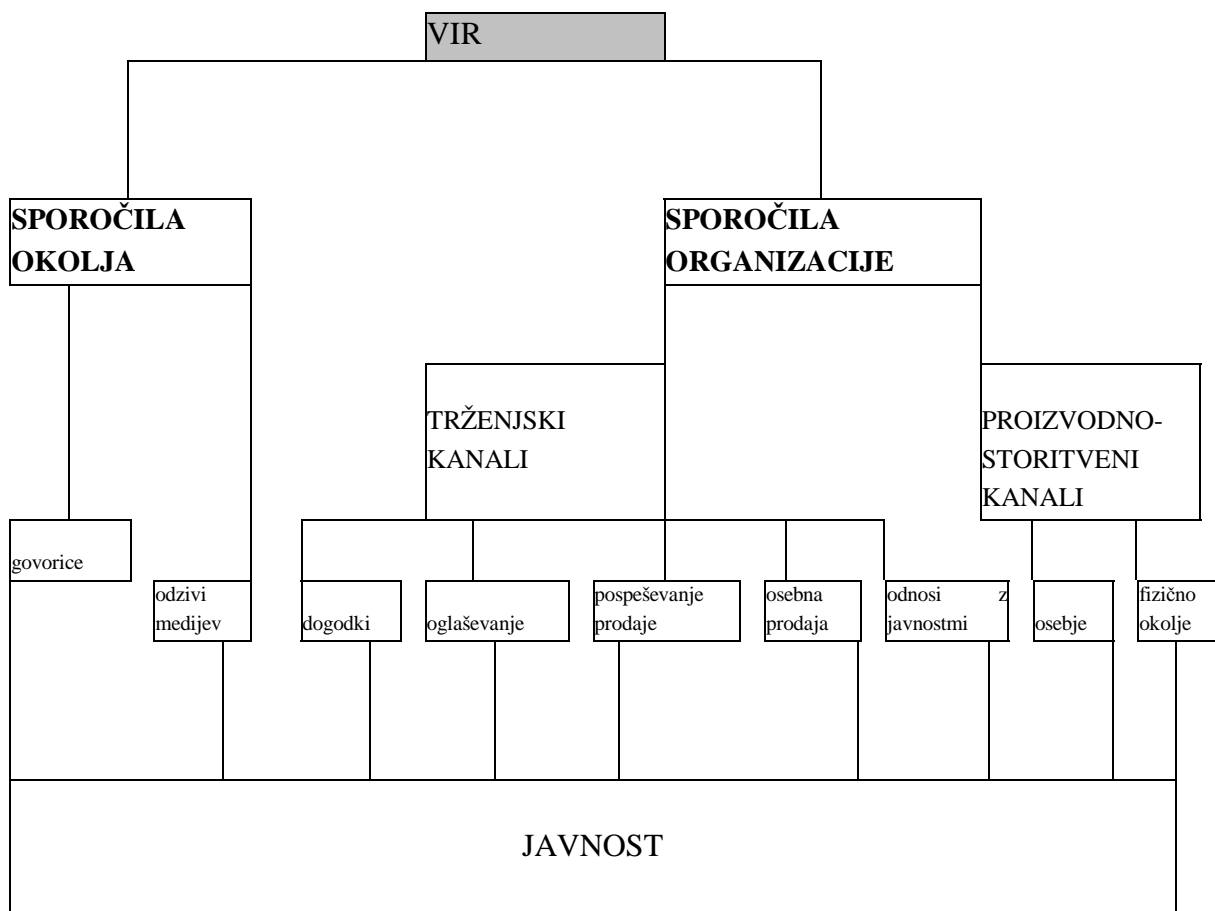 VIR
SPOROČILA
OKOLJA
SPOROČILA
ORGANIZACIJE
TRŽENJSKI
KANALI
PROIZVODNO-
STORITVENI
KANALI
govorice
odzivi
medijev
dogodki
oglaševanje
pospeševanje
prodaje
osebna
prodaja
odnosi z
javnostmi
osebje
fizično
okolje
JAVNOST